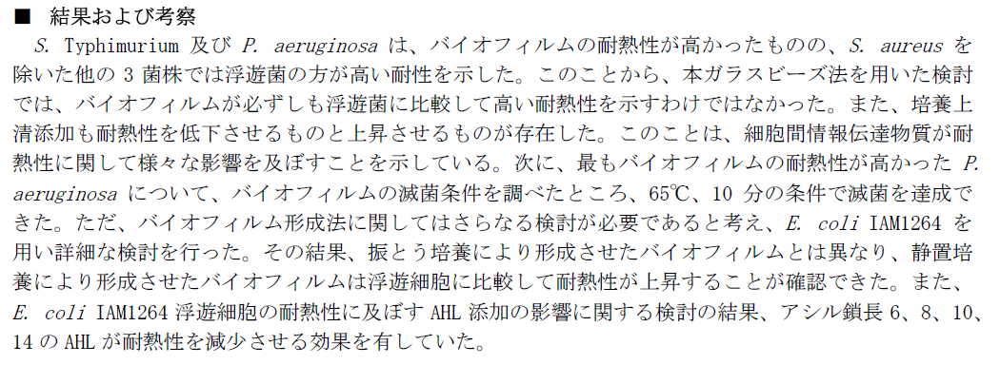 ■ 結果および考察
S. Typhimurium 及び P. aeruginosa は、バイオフィルムの耐熱性が高かったものの、S. aureus を
除いた他の 3 菌株では浮遊菌の方が高い耐性を示した。このことから、本ガラスビーズ法を用いた検討
では、バイオフィルムが必ずしも浮遊菌に比較して高い耐熱性を示すわけではなかった。また、培養上
清添加も耐熱性を低下させるものと上昇させるものが存在した。このことは、細胞間情報伝達物質が耐
熱性に関して様々な影響を及ぼすことを示している。次に、最もバイオフィルムの耐熱性が高かった P.
aeruginosa について、バイオフィルムの滅菌条件を調べたところ、65℃、10 分の条件で滅菌を達成で
きた。ただ、バイオフィルム形成法に関してはさらなる検討が必要であると考え、E. coli IAM1264 を
用い詳細な検討を行った。その結果、振とう培養により形成させたバイオフィルムとは異なり、静置培
養により形成させたバイオフィルムは浮遊細胞に比較して耐熱性が上昇することが確認できた。また、
E. coli IAM1264 浮遊細胞の耐熱性に及ぼす AHL 添加の影響に関する検討の結果、アシル鎖長 6、8、10、
14 の AHL が耐熱性を減少させる効果を有していた。